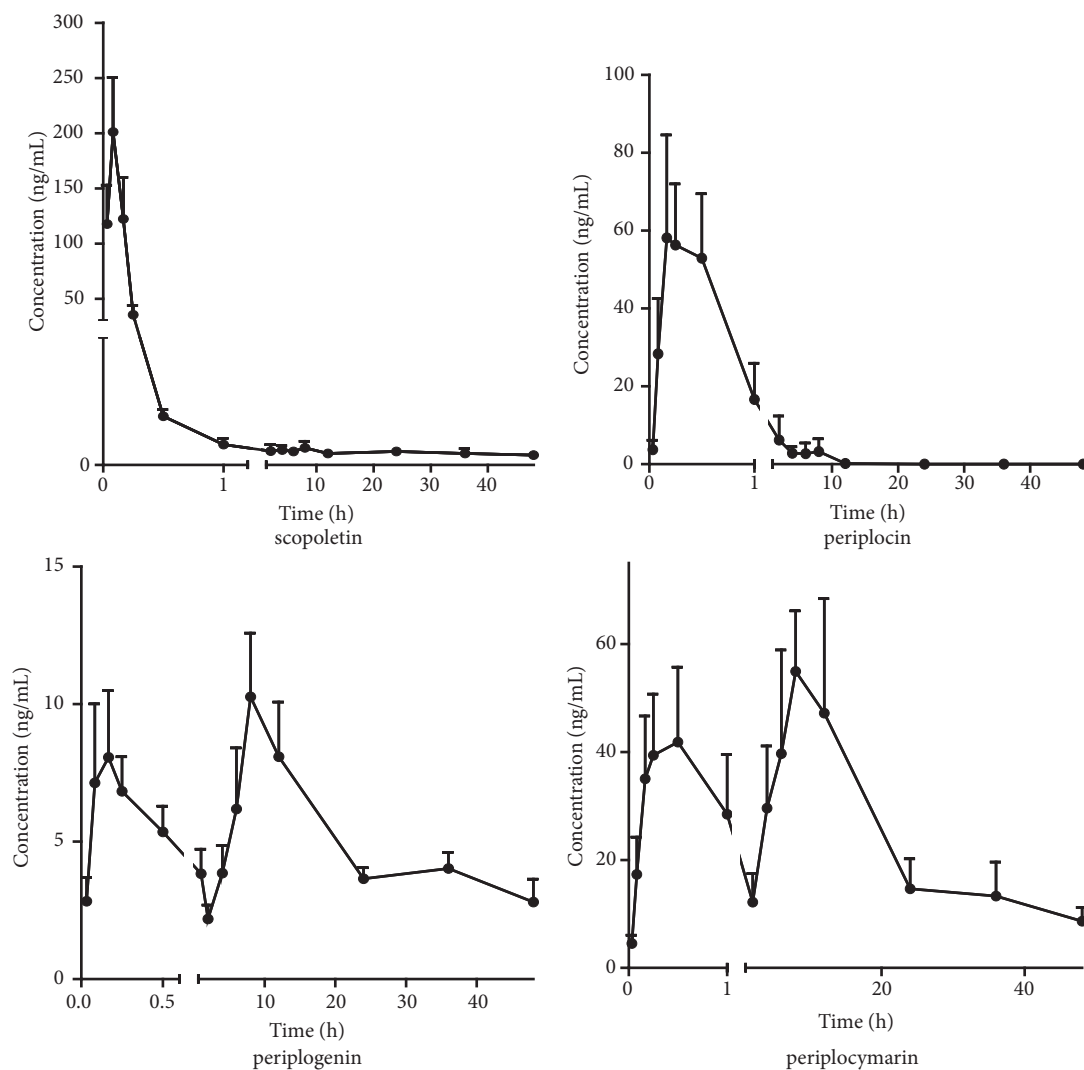 300
250
200
150
100
50
0
Concentration (ng/mL)
0 1 10 20 30 40
Time (h)
scopoletin
100
80
60
40
20
0
Concentration (ng/mL)
0 1 10 20 30 40
Time (h)
periplocin
15
10
5
0
Concentration (ng/mL)
0.0 0.5 10 20 30 40
Time (h)
periplogenin
60
40
20
0
Concentration (ng/mL)
0 1 20 40
Time (h)
periplocymarin